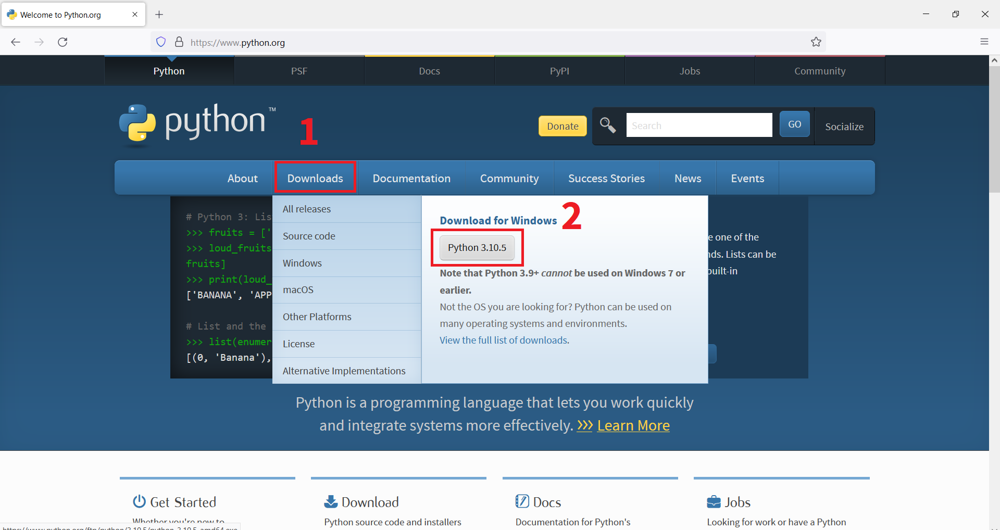 Welcome to Python.org
https://www.python.org
Python
PSF
Docs
PyPI
Jobs
Community
python™
1
Donate
Search
GO
Socialize
About
Downloads
Documentation
Community
Success Stories
News
Events
# Python 3: Lis
>>> fruits = ['
>>> loud_fruits
fruits]
>>> print(loud_
['BANANA', 'APP
# List and the
>>> list(enumer
[(0, 'Banana'),
All releases
Source code
Windows
macOS
Other Platforms
License
Alternative Implementations
Download for Windows
2
Python 3.10.5
Note that Python 3.9+ cannot be used on Windows 7 or
earlier.
Not the OS you are looking for? Python can be used on
many operating systems and environments.
View the full list of downloads.
e one of the
nds. Lists can be
built-in
Python is a programming language that lets you work quickly
and integrate systems more effectively. >>> Learn More
Get Started
Whether you're new to
Download
Python source code and installers
Docs
Documentation for Python's
Jobs
Looking for work or have a Python
https://www.python.org/ftp/python/3.10.5/python-3.10.5-amd64.exe